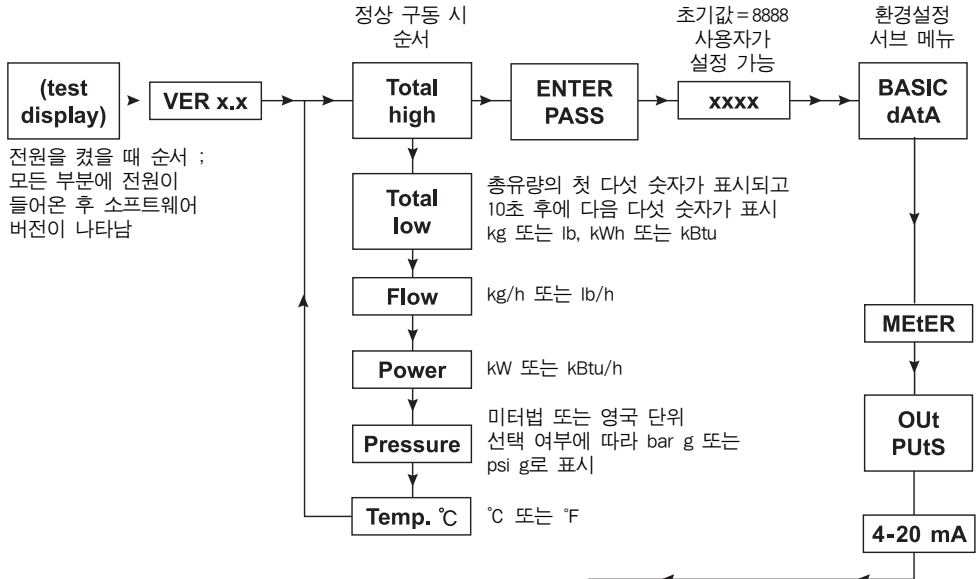 정상 구동 시
순서
초기값 = 8888
사용자가
설정 가능
환경설정
서브 메뉴
(test
display)
VER x.x
Total
high
ENTER
PASS
xxxx
BASIC
dAtA
전원을 켰을 때 순서 ;
모든 부분에 전원이
들어온 후 소프트웨어
버전이 나타남
Total
low
총유량의 첫 다섯 숫자가 표시되고
10초 후에 다음 다섯 숫자가 표시
kg 또는 lb, kWh 또는 kBtu
Flow
kg/h 또는 lb/h
MEtER
Power
kW 또는 kBtu/h
Pressure
미터법 또는 영국 단위
선택 여부에 따라 bar g 또는
psi g로 표시
OUt
PUtS
Temp. ℃
℃ 또는 ℉
4-20 mA